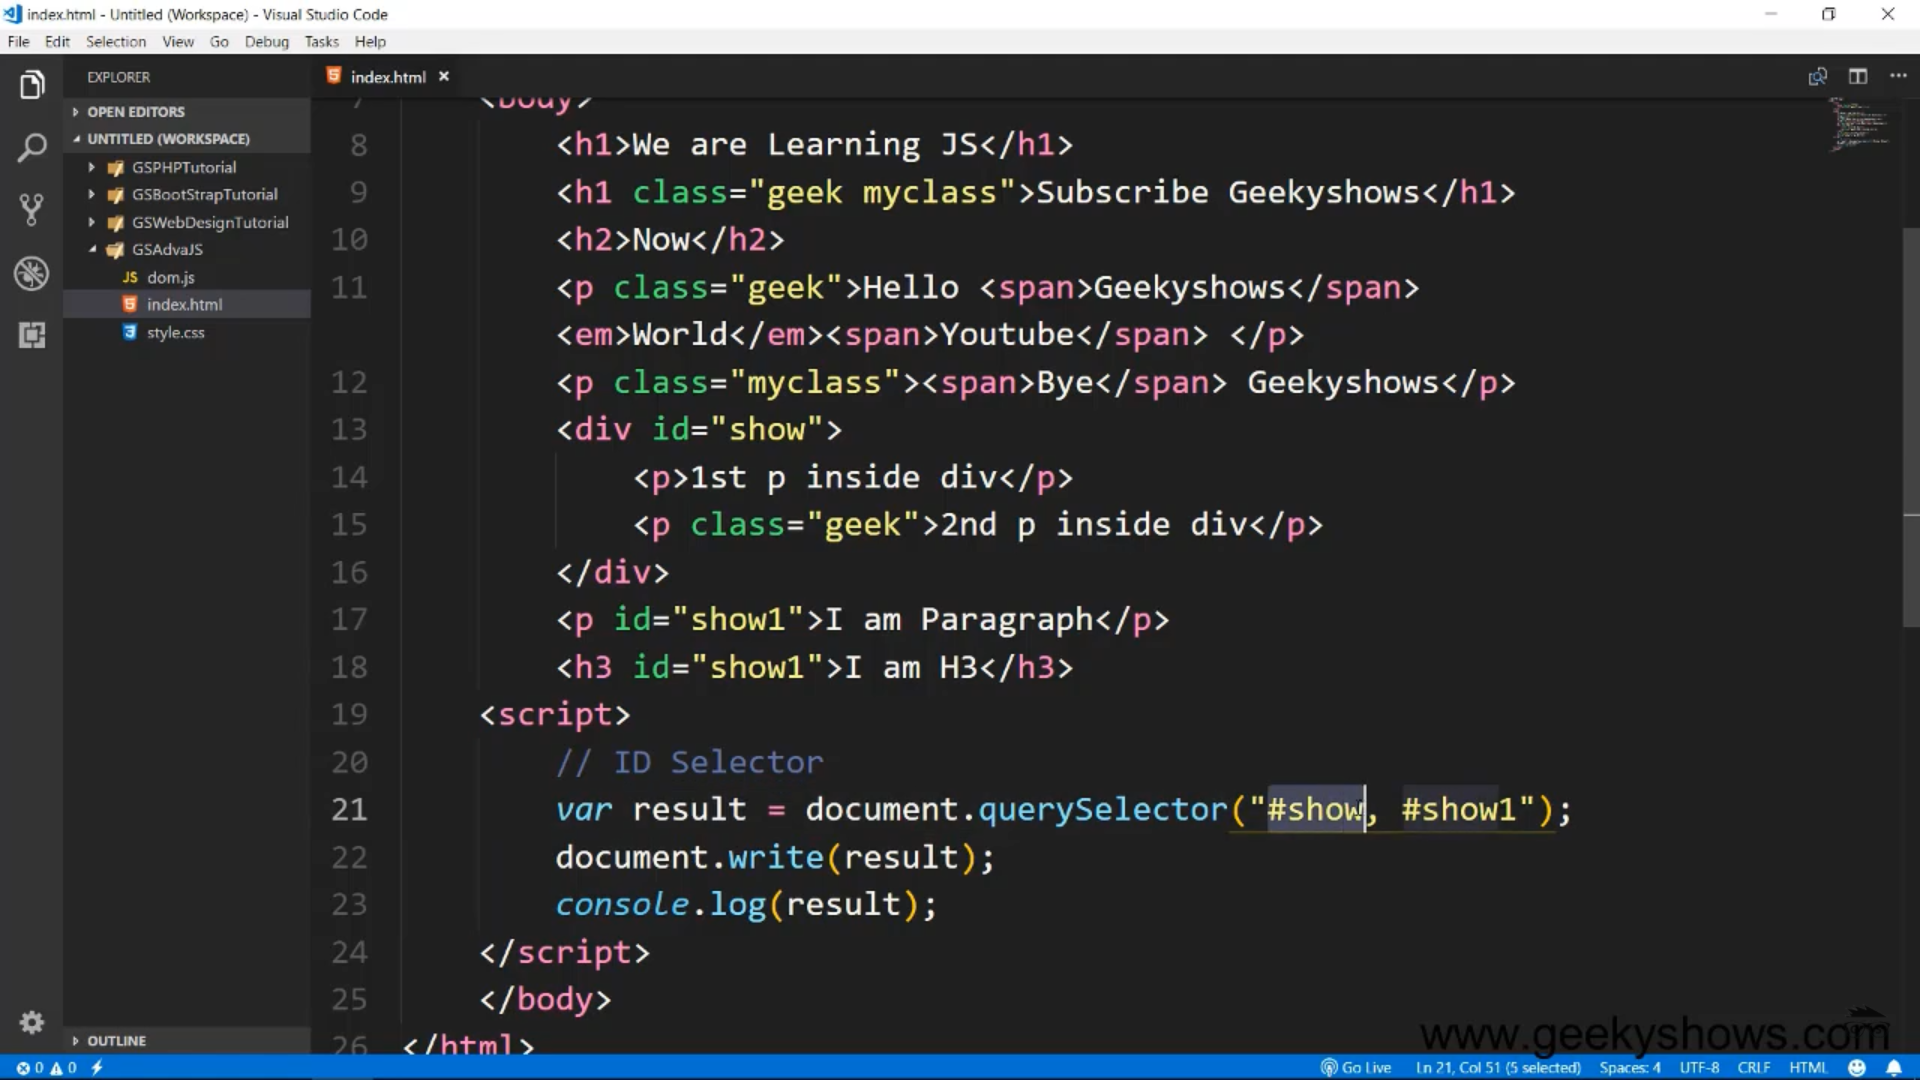 index.html - Untitled (Workspace) - Visual Studio Code
File Edit Selection View Go Debug Tasks Help
EXPLORER
index.html
OPEN EDITORS
UNTITLED (WORKSPACE)
GSPHPTutorial
GSBootStrapTutorial
GSWebDesignTutorial
GSAdvaJS
JS dom.js
index.html
style.css
OUTLINE
7 <body>
8 <h1>We are Learning JS</h1>
9 <h1 class="geek myclass">Subscribe Geekyshows</h1>
10 <h2>Now</h2>
11 <p class="geek">Hello <span>Geekyshows</span>
<em>World</em><span>Youtube</span> </p>
12 <p class="myclass"><span>Bye</span> Geekyshows</p>
13 <div id="show">
14 <p>1st p inside div</p>
15 <p class="geek">2nd p inside div</p>
16 </div>
17 <p id="show1">I am Paragraph</p>
18 <h3 id="show1">I am H3</h3>
19 <script>
20 // ID Selector
21 var result = document.querySelector("#show, #show1");
22 document.write(result);
23 console.log(result);
24 </script>
25 </body>
26 </html>
www.geekyshows.com
0 0 Go Live Ln 21, Col 51 (5 selected) Spaces: 4 UTF-8 CRLF HTML